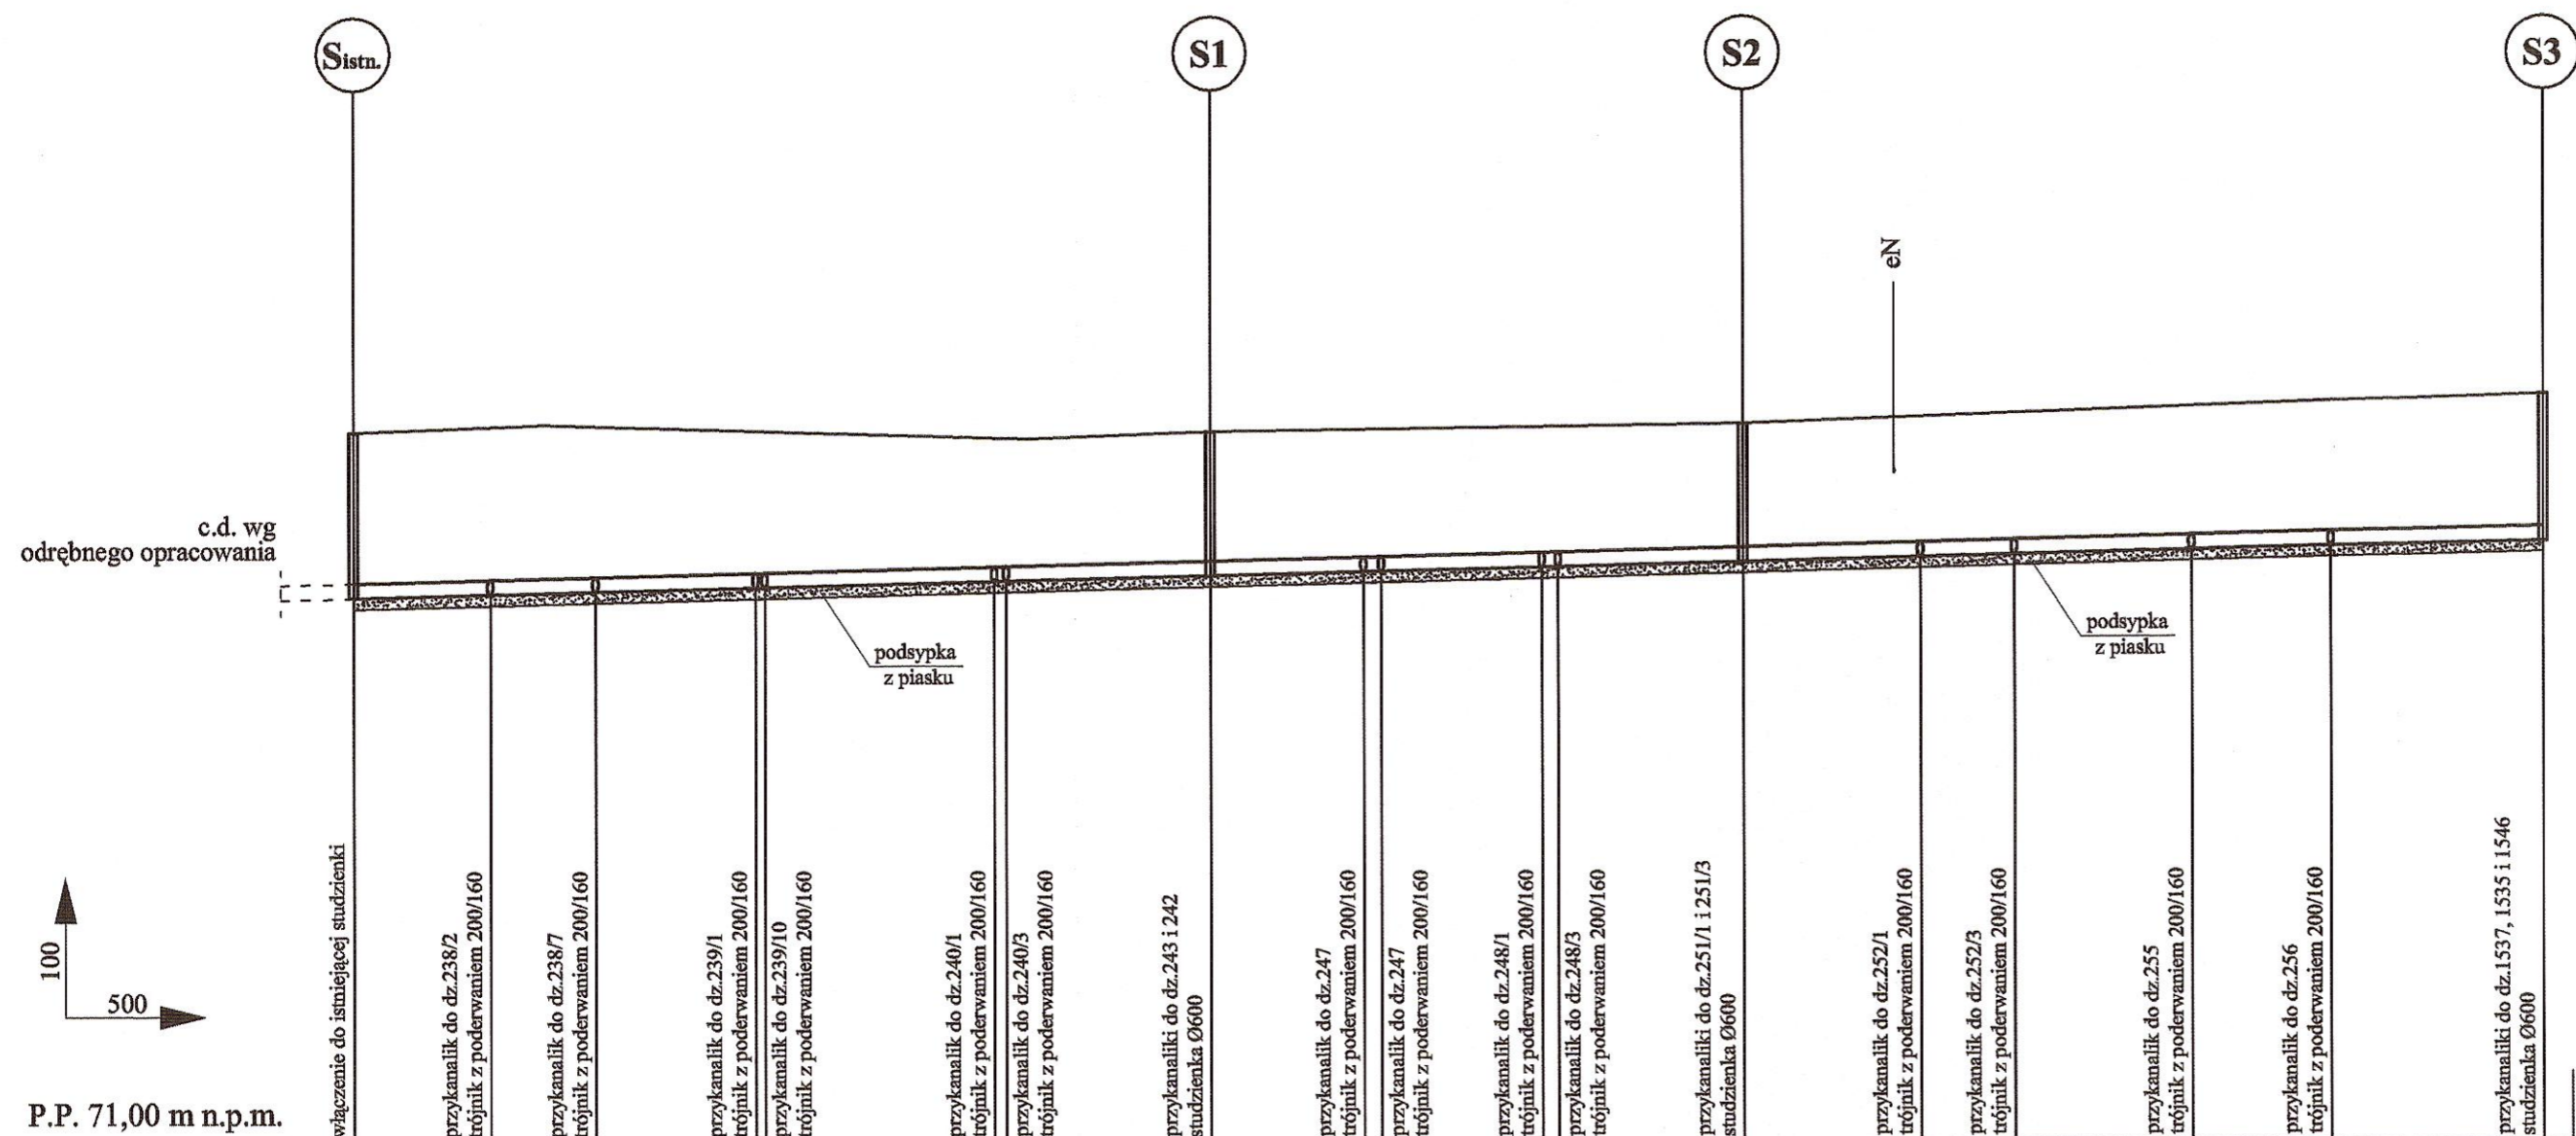 Sistn.
S1
S2
S3
eN
c.d. wg
odrębnego opracowania
podsypka
z piasku
podsypka
z piasku
100
500
P.P. 71,00 m n.p.m.
włączenie do istniejącej studzienki
przykanalik do dz.238/2
trójnik z poderwaniem 200/160
przykanalik do dz.238/7
trójnik z poderwaniem 200/160
przykanalik do dz.239/1
trójnik z poderwaniem 200/160
przykanalik do dz.239/10
trójnik z poderwaniem 200/160
przykanalik do dz.240/1
trójnik z poderwaniem 200/160
przykanalik do dz.240/3
trójnik z poderwaniem 200/160
przykanaliki do dz.243 i 242
studzienka Ø600
przykanalik do dz.247
trójnik z poderwaniem 200/160
przykanalik do dz.247
trójnik z poderwaniem 200/160
przykanalik do dz.248/1
trójnik z poderwaniem 200/160
przykanalik do dz.248/3
trójnik z poderwaniem 200/160
przykanaliki do dz.251/1 i 251/3
studzienka Ø600
przykanalik do dz.252/1
trójnik z poderwaniem 200/160
przykanalik do dz.252/3
trójnik z poderwaniem 200/160
przykanalik do dz.255
trójnik z poderwaniem 200/160
przykanalik do dz.256
trójnik z poderwaniem 200/160
przykanaliki do dz.1537, 1535 i 1546
studzienka Ø600